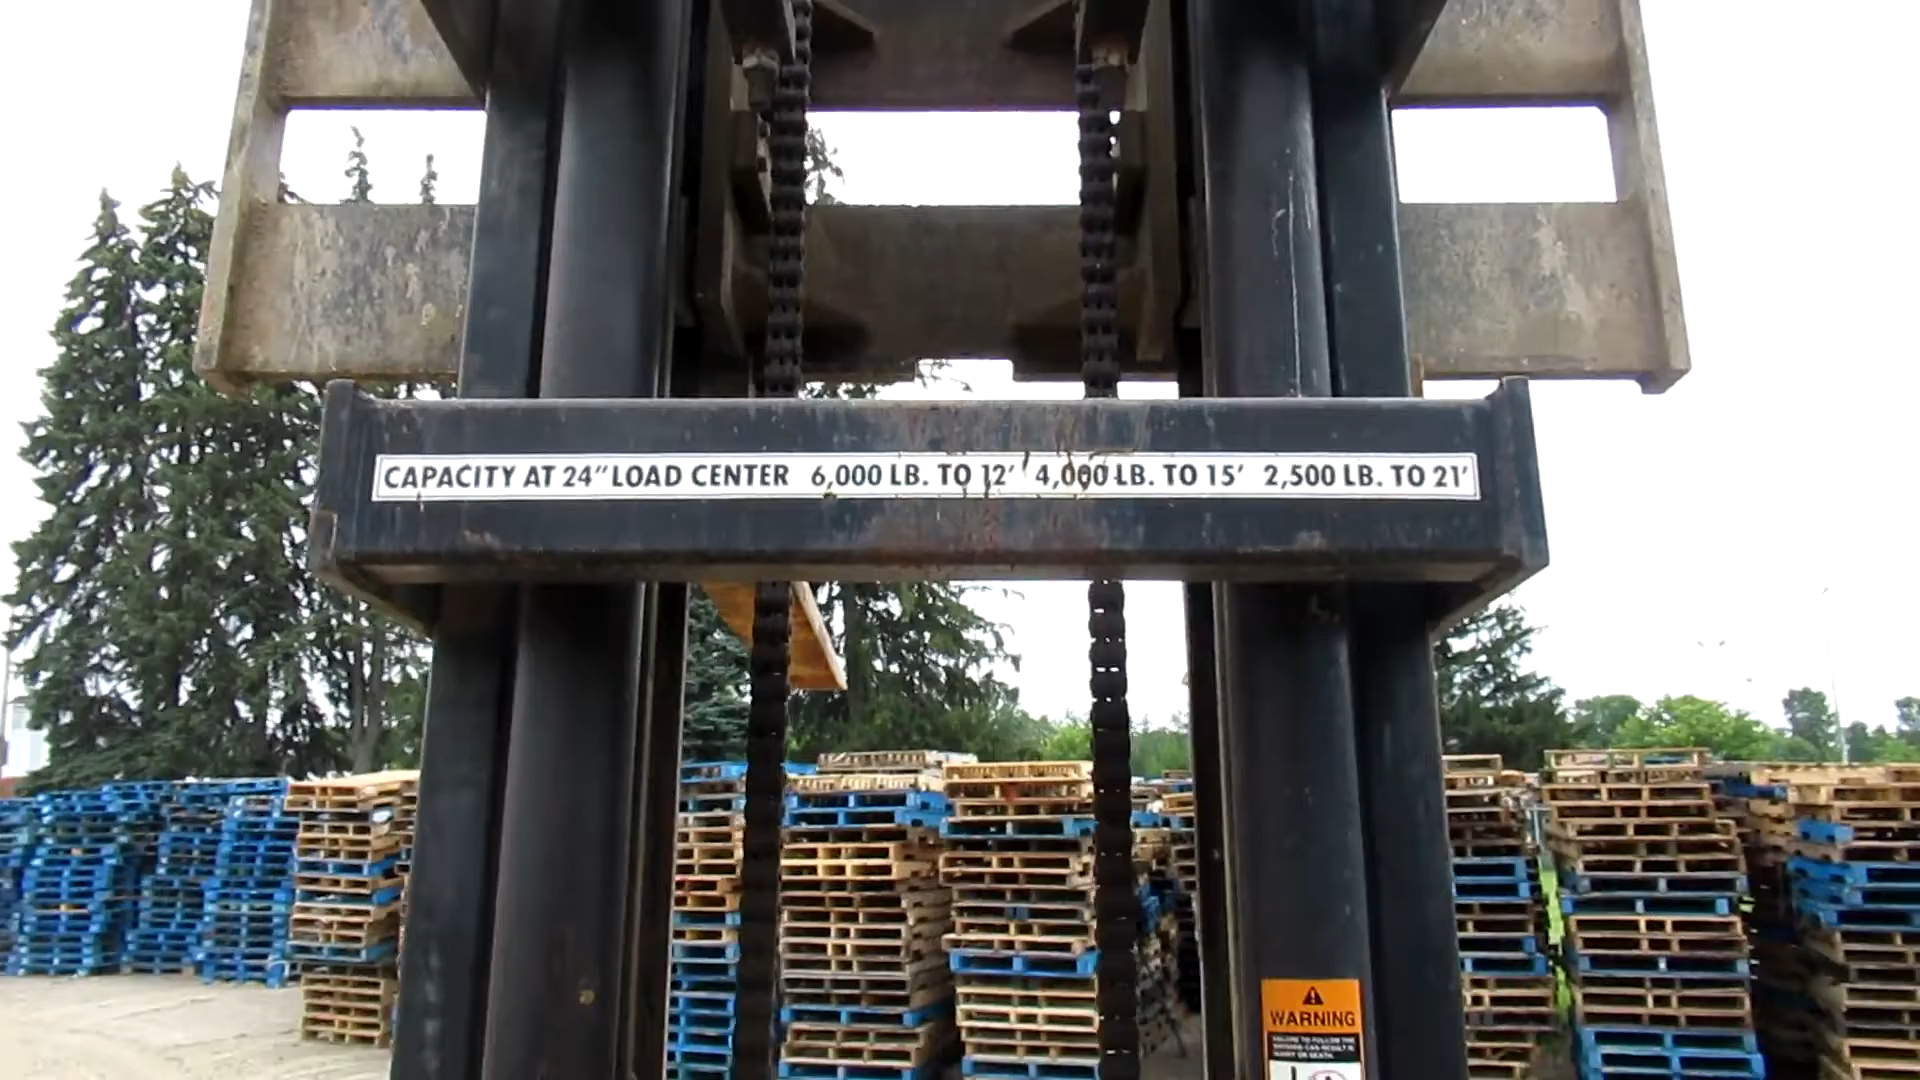 CAPACITY AT 24" LOAD CENTER 6,000 LB. TO 12' 4,000 LB. TO 15' 2,500 LB. TO 21'
WARNING